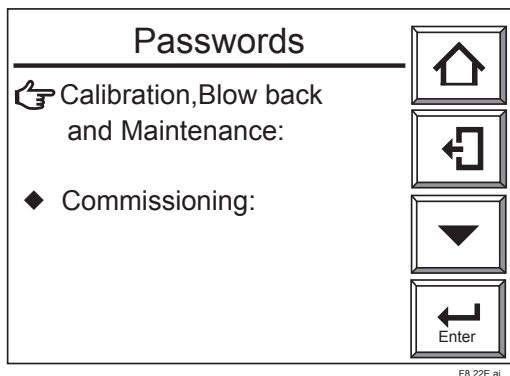 Passwords
Calibration,Blow back
and Maintenance:
Commissioning:
Enter
F8.22E.ai